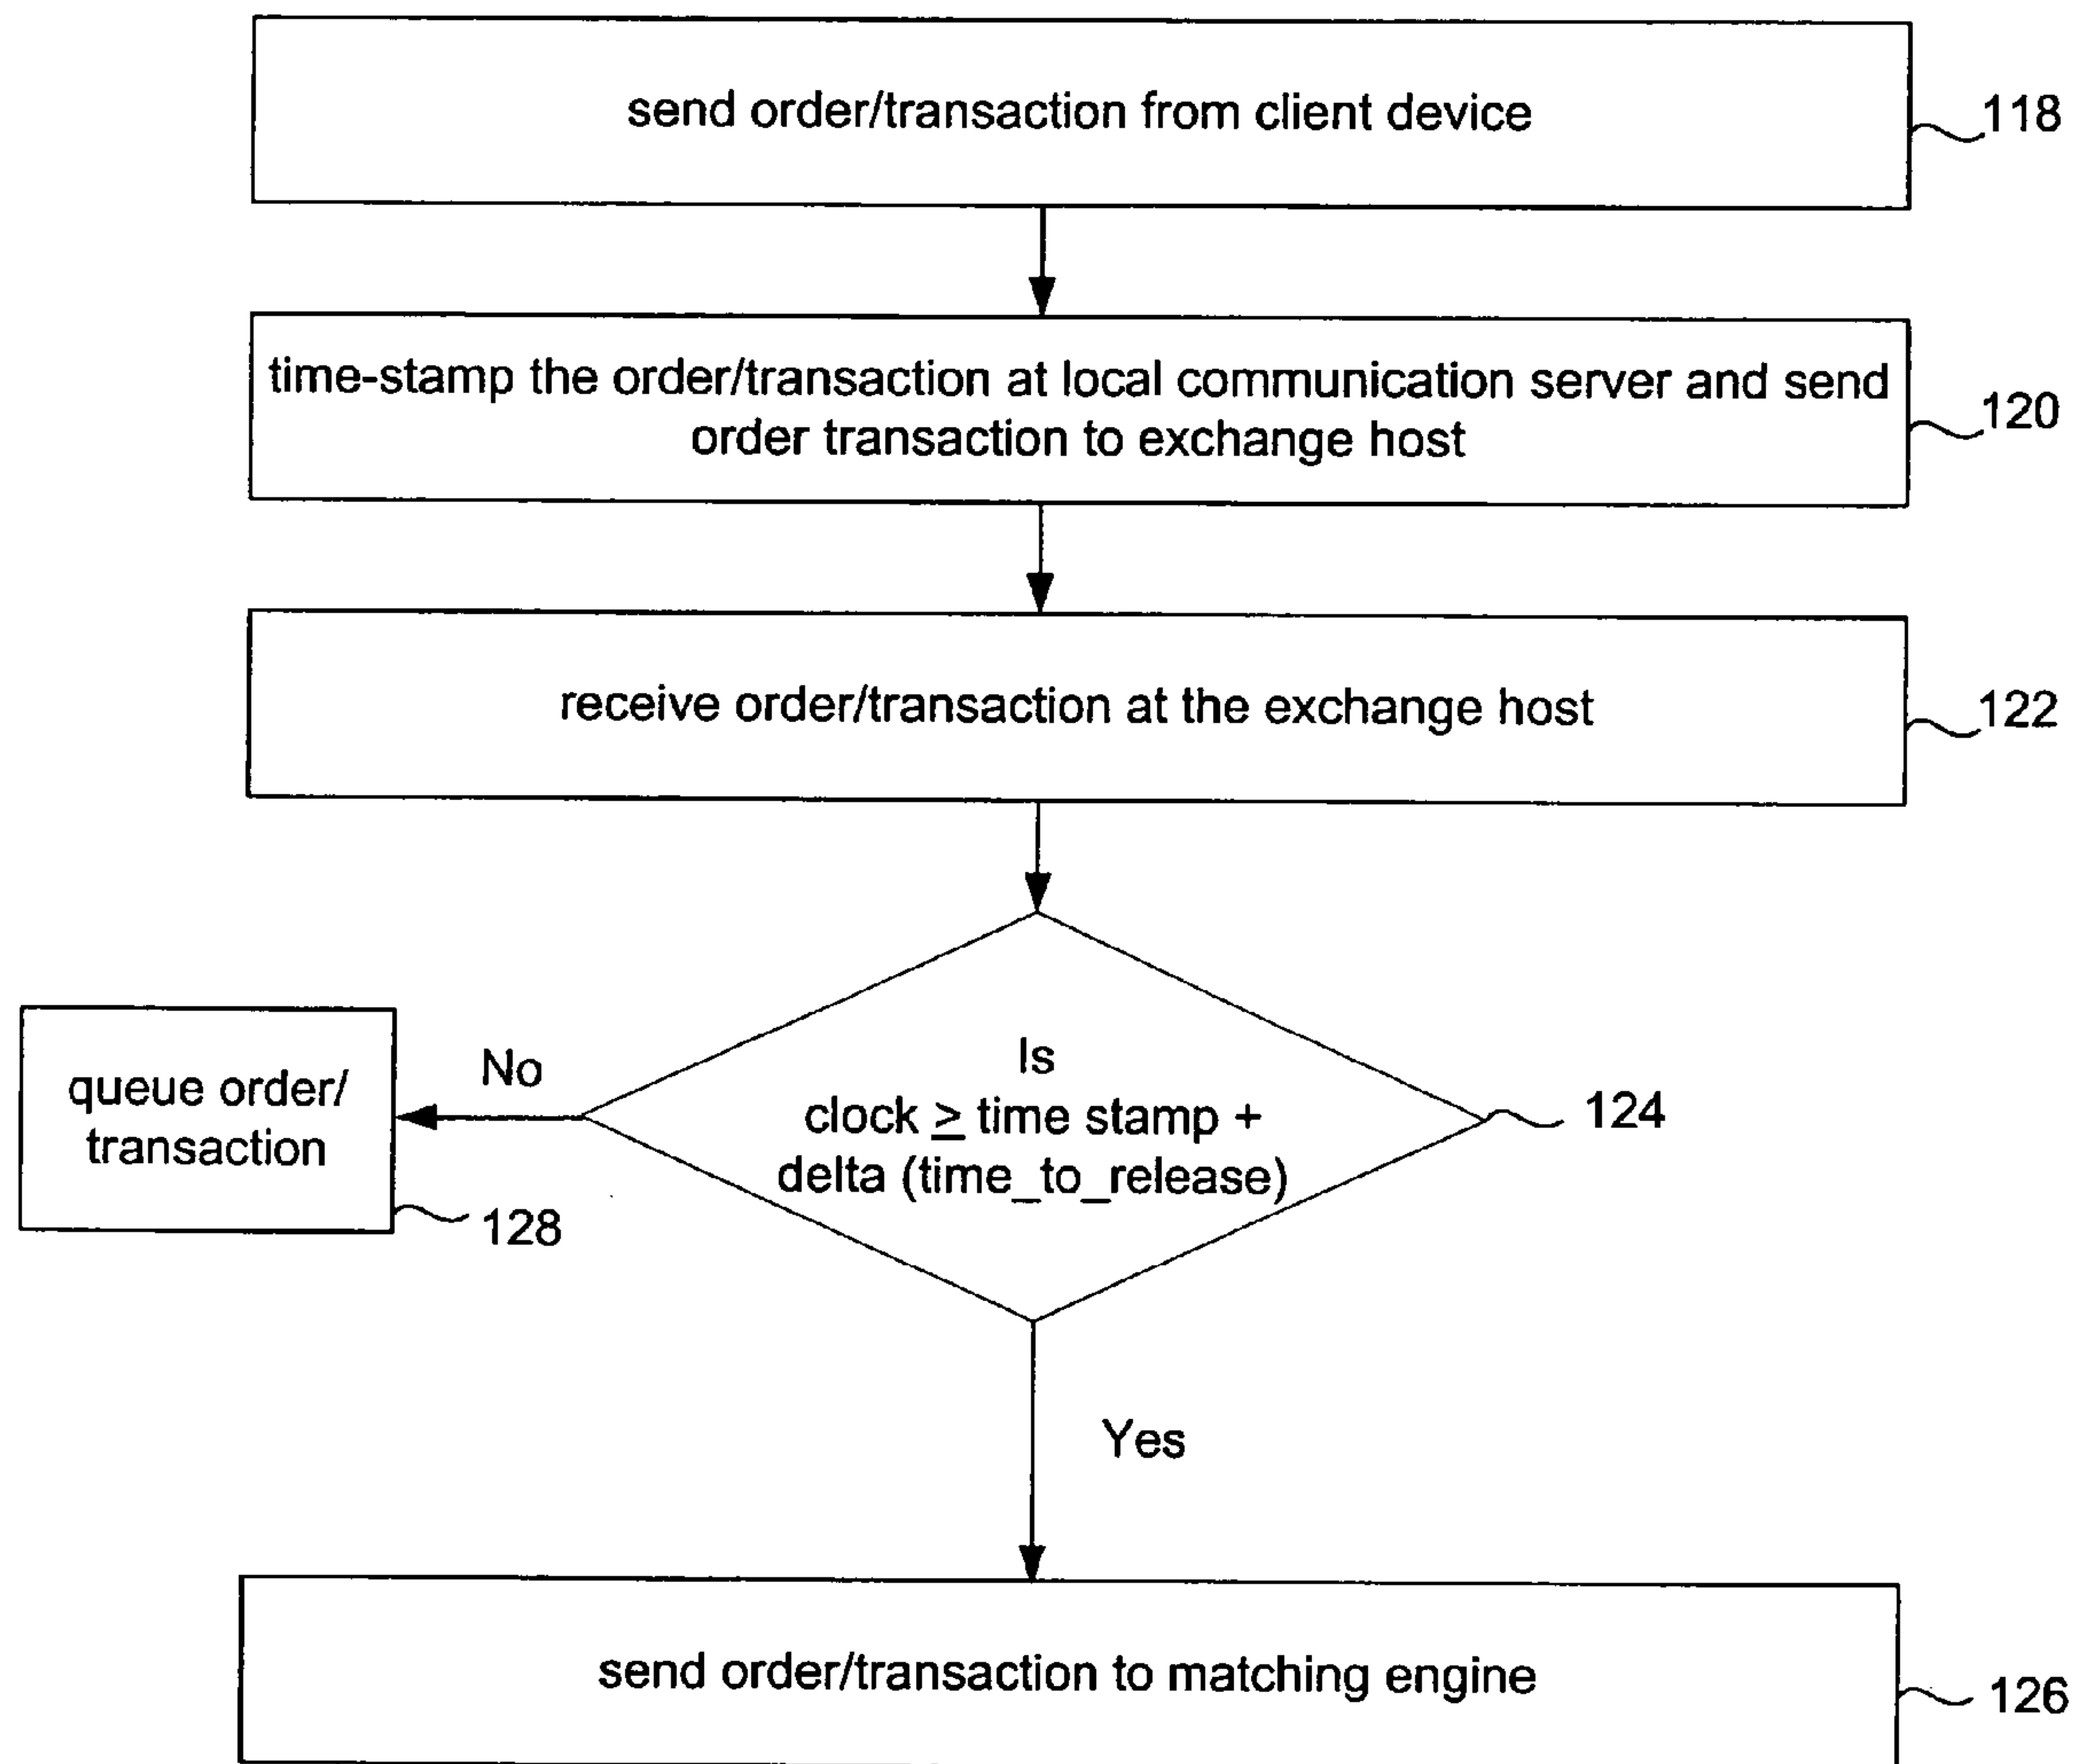 send order/transaction from client device
118
time-stamp the order/transaction at local communication server and send
order transaction to exchange host
120
receive order/transaction at the exchange host
122
Is
clock ≥ time stamp +
delta (time_to_release)
124
No
queue order/
transaction
128
Yes
send order/transaction to matching engine
126